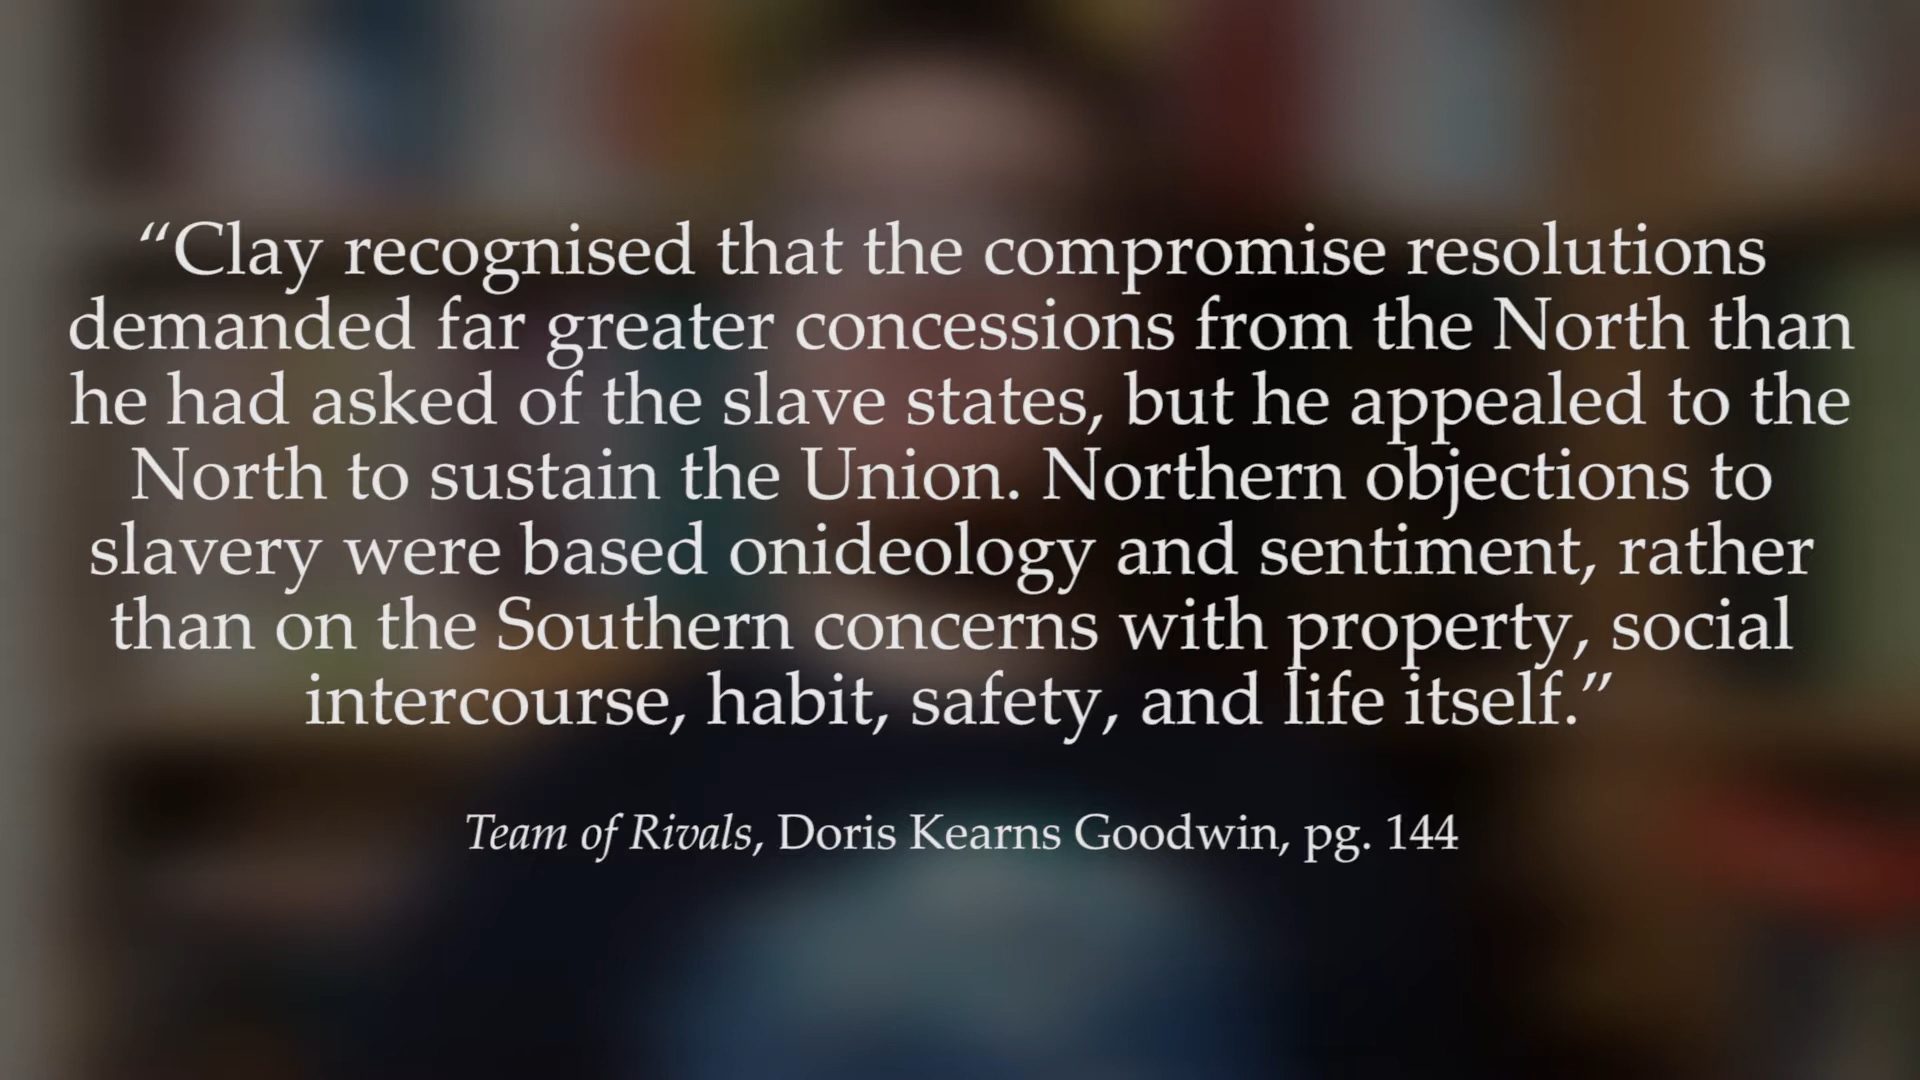 “Clay recognised that the compromise resolutions
demanded far greater concessions from the North than
he had asked of the slave states, but he appealed to the
North to sustain the Union. Northern objections to
slavery were based onideology and sentiment, rather
than on the Southern concerns with property, social
intercourse, habit, safety, and life itself.”
Team of Rivals, Doris Kearns Goodwin, pg. 144